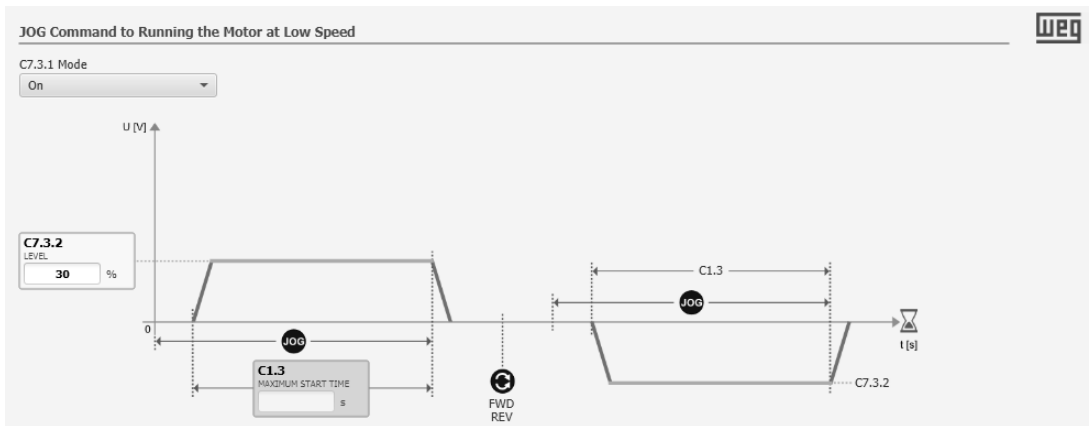 JOG Command to Running the Motor at Low Speed
weg
C7.3.1 Mode
On
U [V]
C7.3.2
LEVEL
30 %
C1.3
JOG
0
JOG
t [s]
C1.3
MAXIMUM START TIME
s
C7.3.2
FWD
REV